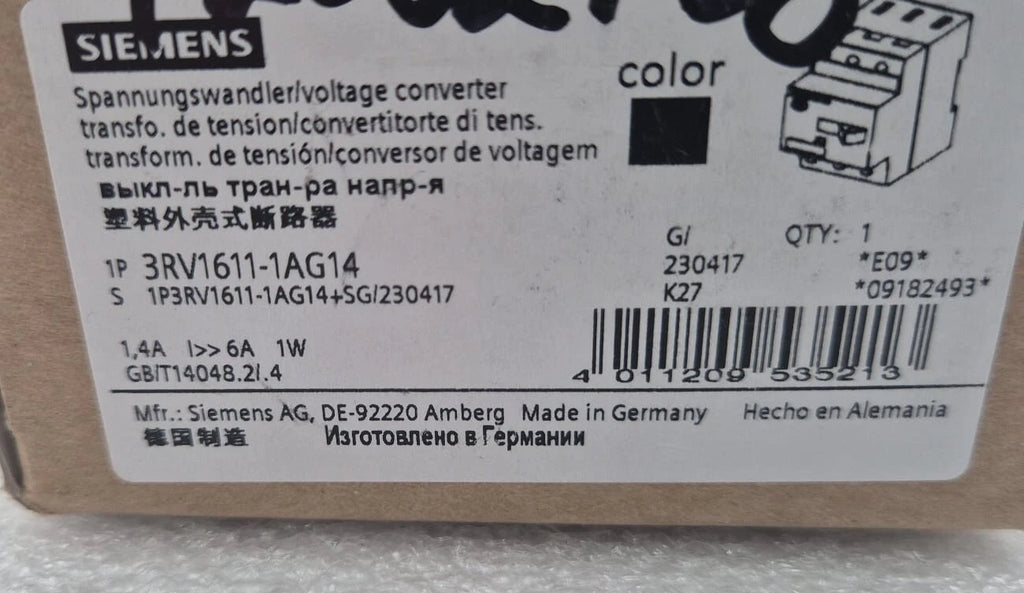 SIEMENS
Spannungswandler/voltage converter
transfo. de tension/convertitorte di tens.
transform. de tensión/conversor de voltagem
выкл-ль тран-ра напр-я
塑料外壳式断路器
color
1P 3RV1611-1AG14
S 1P3RV1611-1AG14+SG/230417
G/
230417
K27
QTY: 1
*E09*
*09182493*
1,4A I>> 6A 1W
GB/T14048.2/.4
4 011209 535213
Mfr.: Siemens AG, DE-92220 Amberg Made in Germany Hecho en Alemania
德国制造 Изготовлено в Германии